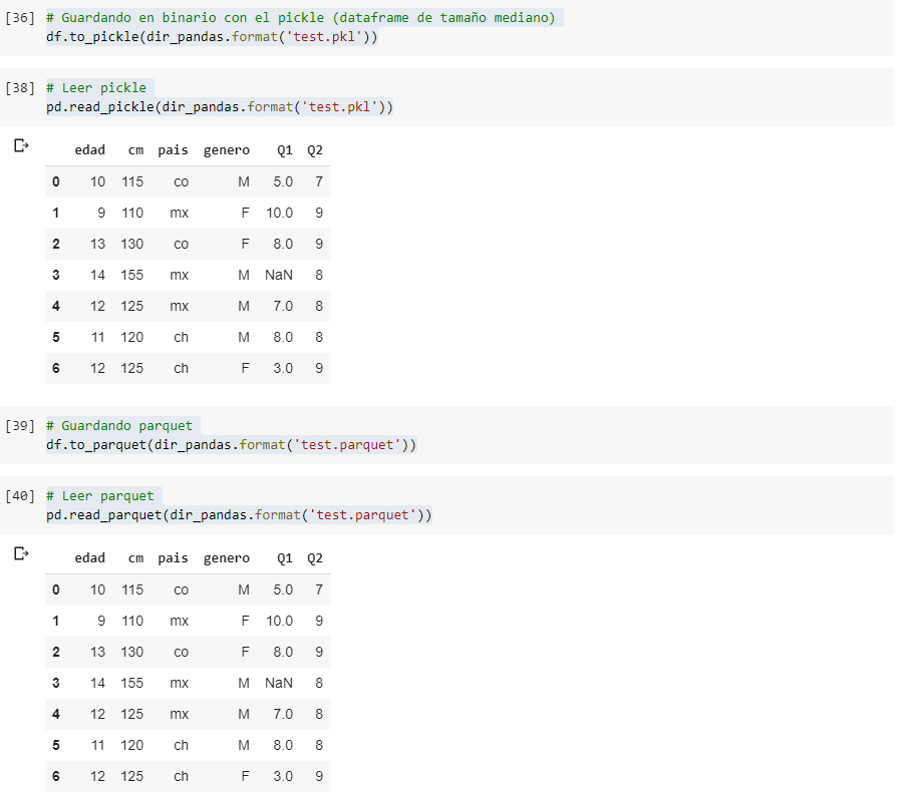 [36] # Guardando en binario con el pickle (dataframe de tamaño mediano)
df.to_pickle(dir_pandas.format('test.pkl'))
[38] # Leer pickle
pd.read_pickle(dir_pandas.format('test.pkl'))
edad cm pais genero Q1 Q2
0 10 115 co M 5.0 7
1 9 110 mx F 10.0 9
2 13 130 co F 8.0 9
3 14 155 mx M NaN 8
4 12 125 mx M 7.0 8
5 11 120 ch M 8.0 8
6 12 125 ch F 3.0 9
[39] # Guardando parquet
df.to_parquet(dir_pandas.format('test.parquet'))
[40] # Leer parquet
pd.read_parquet(dir_pandas.format('test.parquet'))
edad cm pais genero Q1 Q2
0 10 115 co M 5.0 7
1 9 110 mx F 10.0 9
2 13 130 co F 8.0 9
3 14 155 mx M NaN 8
4 12 125 mx M 7.0 8
5 11 120 ch M 8.0 8
6 12 125 ch F 3.0 9